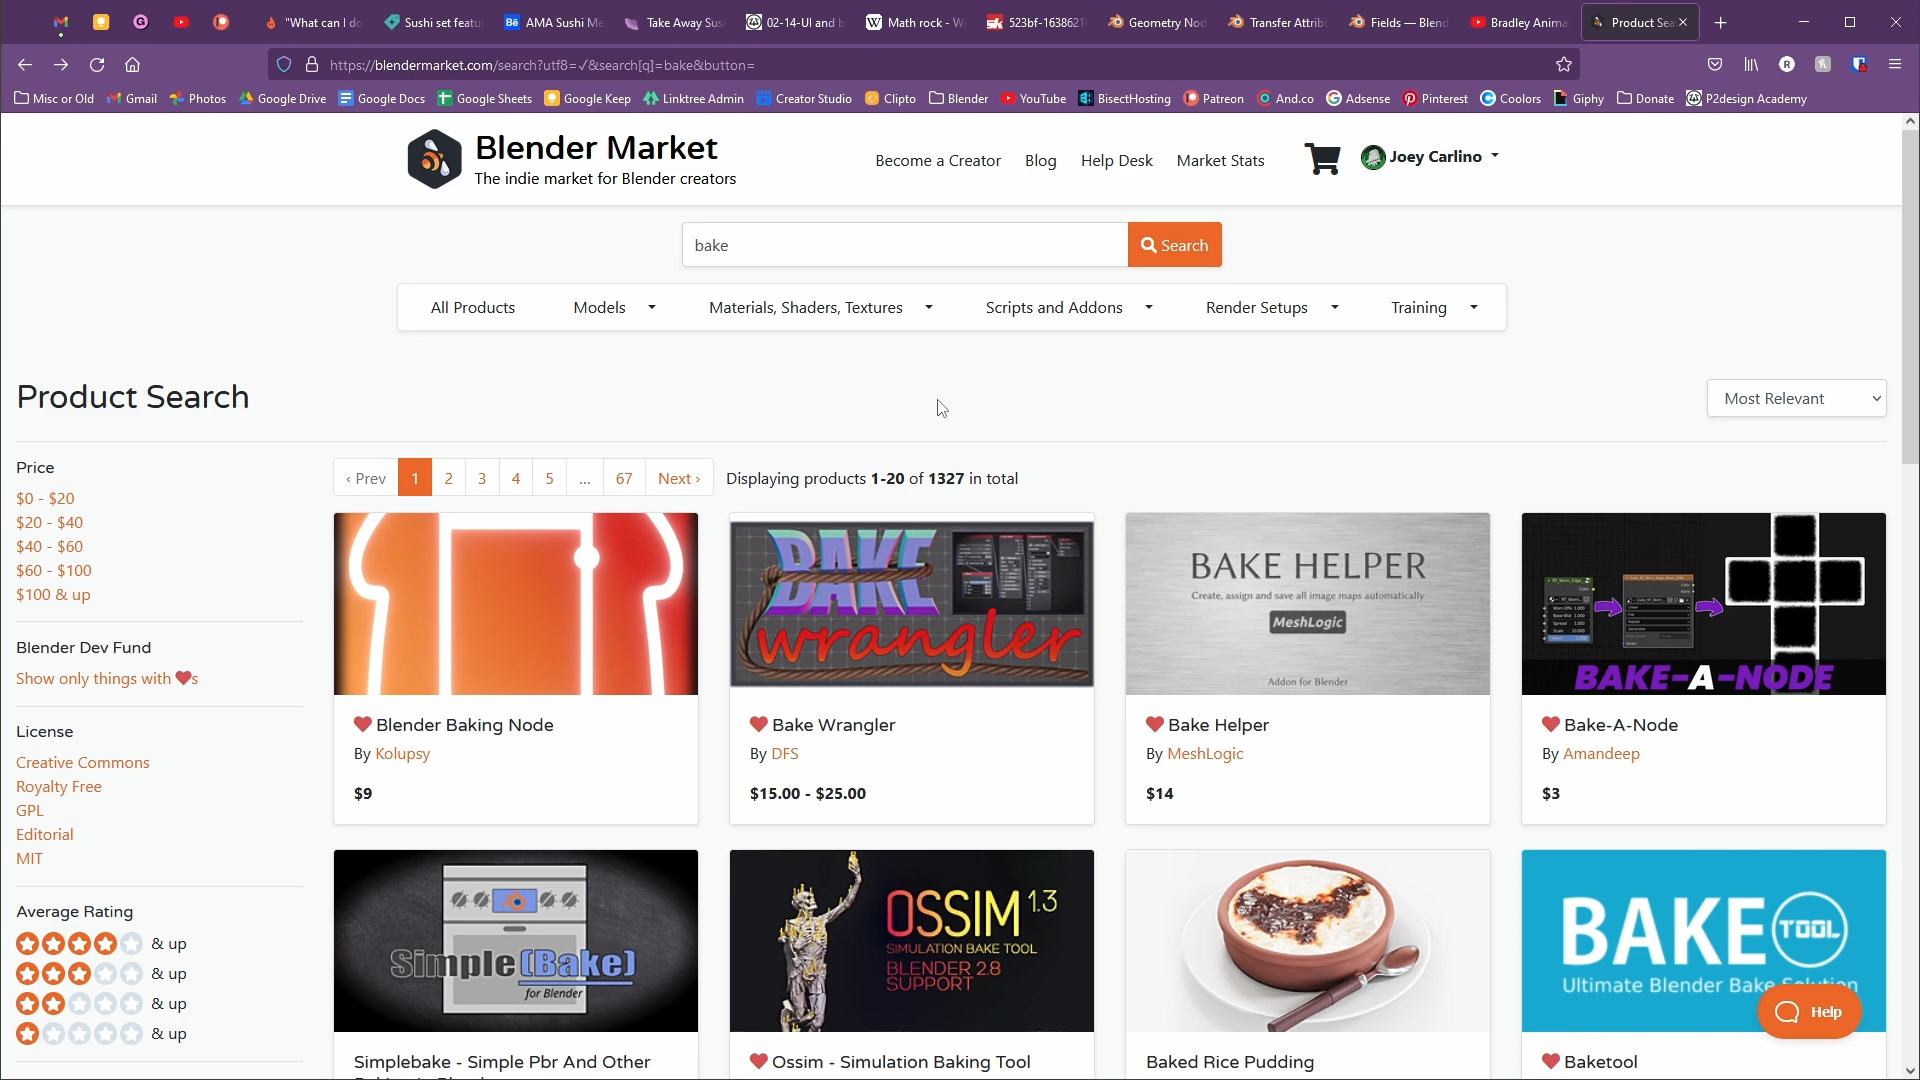 "What can I do
Sushi set featu
AMA Sushi Me
Take Away Sus
02-14-UI and b
Math rock - W
523bf-1638621
Geometry Nod
Transfer Attribu
Fields — Blend
Bradley Anima
Product Sea
https://blendermarket.com/search?utf8=✓&search[q]=bake&button=
Misc or Old
Gmail
Photos
Google Drive
Google Docs
Google Sheets
Google Keep
Linktree Admin
Creator Studio
Clipto
Blender
YouTube
BisectHosting
Patreon
And.co
Adsense
Pinterest
Coolors
Giphy
Donate
P2design Academy
Blender Market
The indie market for Blender creators
Become a Creator
Blog
Help Desk
Market Stats
Joey Carlino
bake
Search
All Products
Models
Materials, Shaders, Textures
Scripts and Addons
Render Setups
Training
Product Search
Most Relevant
Price
$0 - $20
$20 - $40
$40 - $60
$60 - $100
$100 & up
Blender Dev Fund
Show only things with ❤s
License
Creative Commons
Royalty Free
GPL
Editorial
MIT
Average Rating
& up
& up
& up
& up
‹ Prev 1 2 3 4 5 ... 67 Next ›
Displaying products 1-20 of 1327 in total
Blender Baking Node
By Kolupsy
$9
BAKE
wrangler
Bake Wrangler
By DFS
$15.00 - $25.00
BAKE HELPER
Create, assign and save all image maps automatically
MeshLogic
Addon for Blender
Bake Helper
By MeshLogic
$14
BAKE-A-NODE
Bake-A-Node
By Amandeep
$3
Simple(Bake)
for Blender
Simplebake - Simple Pbr And Other
OSSIM 1.3
SIMULATION BAKE TOOL
BLENDER 2.8
SUPPORT
Ossim - Simulation Baking Tool
Baked Rice Pudding
BAKE TOOL
Ultimate Blender Bake Solution
Baketool
Help